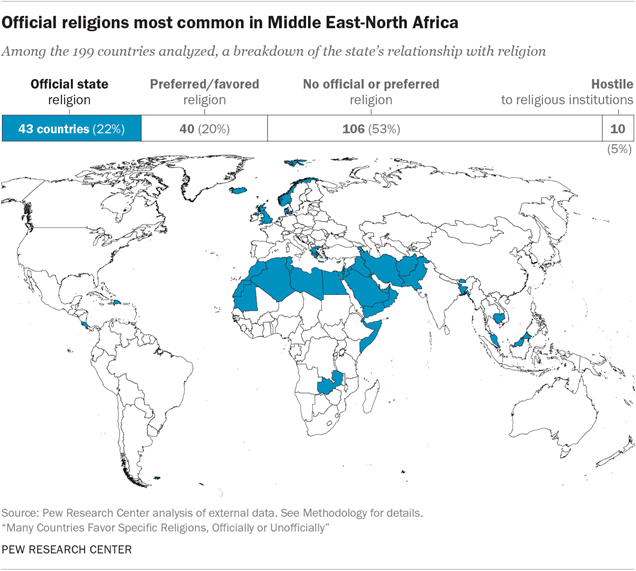 Official religions most common in Middle East-North Africa
Among the 199 countries analyzed, a breakdown of the state's relationship with religion
Official state religion
Preferred/favored religion
No official or preferred religion
Hostile to religious institutions
43 countries (22%)
40 (20%)
106 (53%)
10 (5%)
Source: Pew Research Center analysis of external data. See Methodology for details.
“Many Countries Favor Specific Religions, Officially or Unofficially”
PEW RESEARCH CENTER